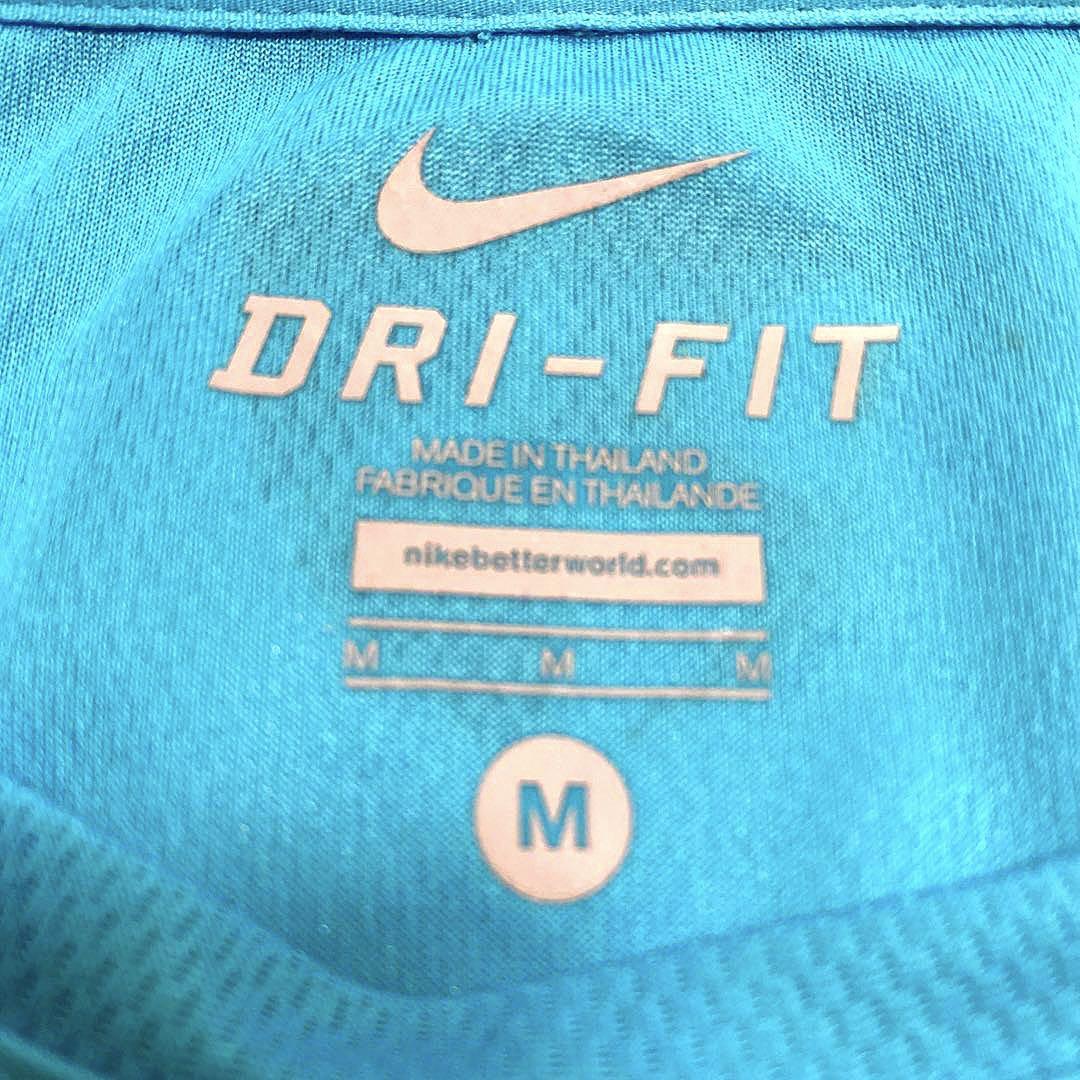 DRI-FIT
MADE IN THAILAND
FABRIQUE EN THAILANDE
nikebetterworld.com
M M M
M